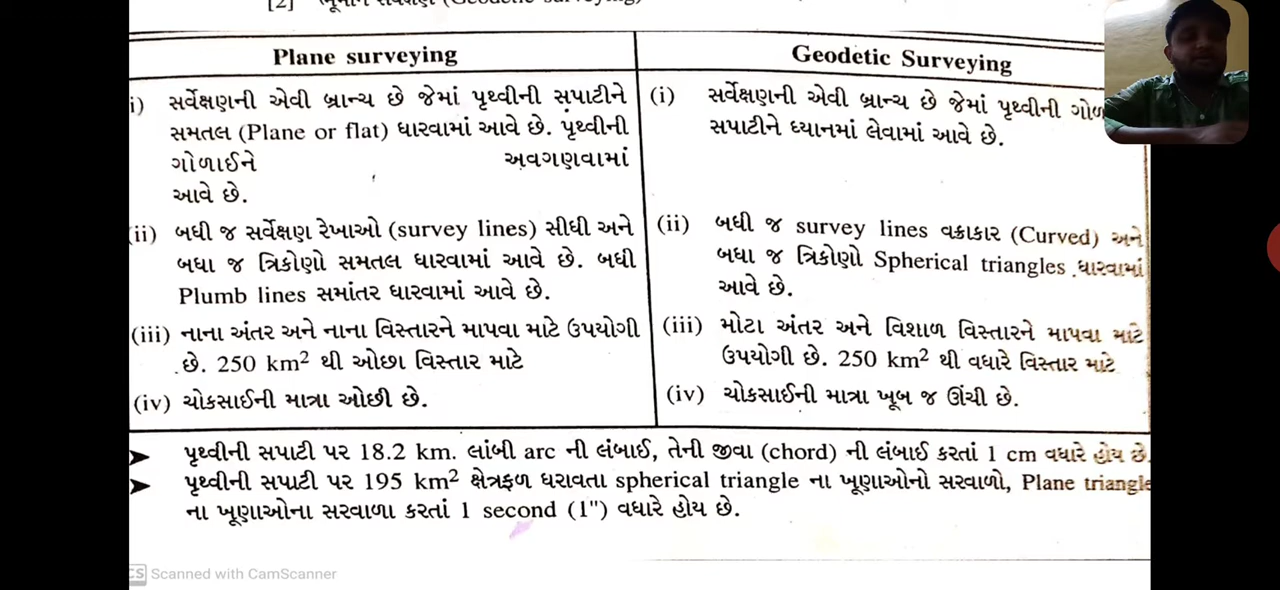 [2]
(Geodetic surveying)
Plane surveying
Geodetic Surveying
i) સર્વેક્ષણની એવી બ્રાન્ચ છે જેમાં પૃથ્વીની સપાટીને
સમતલ (Plane or flat) ધારવામાં આવે છે. પૃથ્વીની
ગોળાઈને અવગણવામાં
આવે છે.
(i) સર્વેક્ષણની એવી બ્રાન્ચ છે જેમાં પૃથ્વીની
સપાટીને ધ્યાનમાં લેવામાં આવે છે.
ii) બધી જ સર્વેક્ષણ રેખાઓ (survey lines) સીધી અને
બધા જ ત્રિકોણો સમતલ ધારવામાં આવે છે. બધી
Plumb lines સમાંતર ધારવામાં આવે છે.
(ii) બધી જ survey lines વક્રાકાર (Curved) અને
બધા જ ત્રિકોણો Spherical triangles ધારવામાં
આવે છે.
(iii) નાના અંતર અને નાના વિસ્તારને માપવા માટે ઉપયોગી
છે. 250 km² થી ઓછા વિસ્તાર માટે
(iii) મોટા અંતર અને વિશાળ વિસ્તારને માપવા માટે
ઉપયોગી છે. 250 km² થી વધારે વિસ્તાર માટે
(iv) ચોકસાઈની માત્રા ઓછી છે.
(iv) ચોકસાઈની માત્રા ખૂબ જ ઊંચી છે.
➤ પૃથ્વીની સપાટી પર 18.2 km. લાંબી arc ની લંબાઈ, તેની જીવા (chord) ની લંબાઈ કરતાં 1 cm વધારે હોય છે.
➤ પૃથ્વીની સપાટી પર 195 km² ક્ષેત્રફળ ધરાવતા spherical triangle ના ખૂણાઓનો સરવાળો, Plane triangle
ના ખૂણાઓના સરવાળા કરતાં 1 second (1") વધારે હોય છે.
CS Scanned with CamScanner